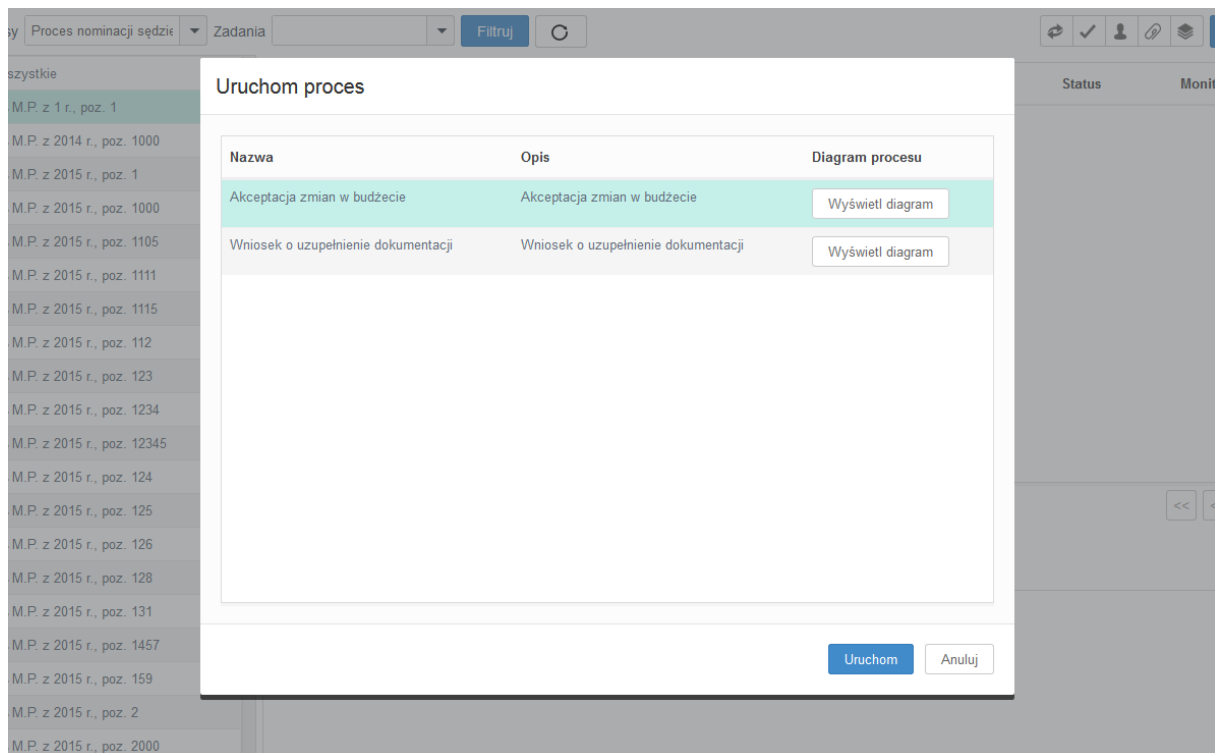 sy Proces nominacji sędzie Zadania Filtruj
szystkie
M.P. z 1 r., poz. 1
M.P. z 2014 r., poz. 1000
M.P. z 2015 r., poz. 1
M.P. z 2015 r., poz. 1000
M.P. z 2015 r., poz. 1105
M.P. z 2015 r., poz. 1111
M.P. z 2015 r., poz. 1115
M.P. z 2015 r., poz. 112
M.P. z 2015 r., poz. 123
M.P. z 2015 r., poz. 1234
M.P. z 2015 r., poz. 12345
M.P. z 2015 r., poz. 124
M.P. z 2015 r., poz. 125
M.P. z 2015 r., poz. 126
M.P. z 2015 r., poz. 128
M.P. z 2015 r., poz. 131
M.P. z 2015 r., poz. 1457
M.P. z 2015 r., poz. 159
M.P. z 2015 r., poz. 2
M.P. z 2015 r., poz. 2000
Uruchom proces
Nazwa Opis Diagram procesu
Akceptacja zmian w budżecie Akceptacja zmian w budżecie Wyświetl diagram
Wniosek o uzupełnienie dokumentacji Wniosek o uzupełnienie dokumentacji Wyświetl diagram
Uruchom Anuluj
Status Monit
<< <